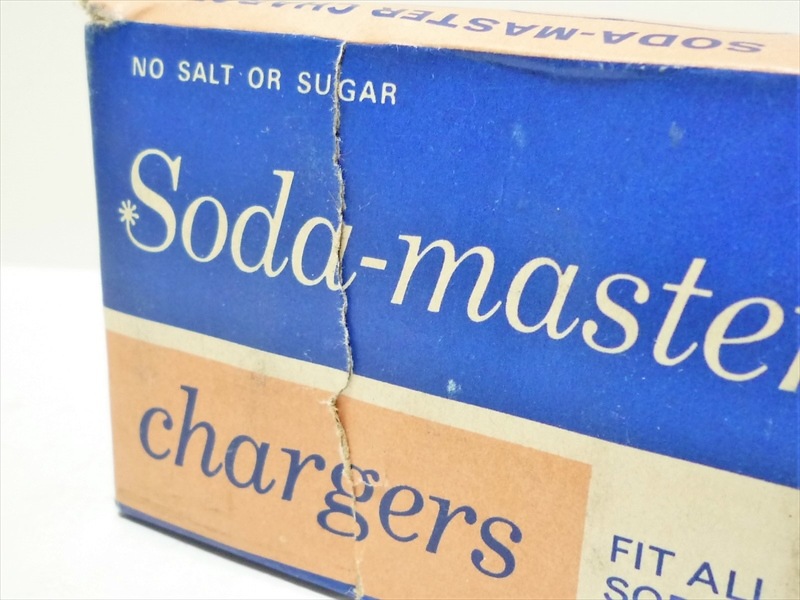 SODA-MASTER
NO SALT OR SUGAR
*Soda-master
chargers
FIT ALL